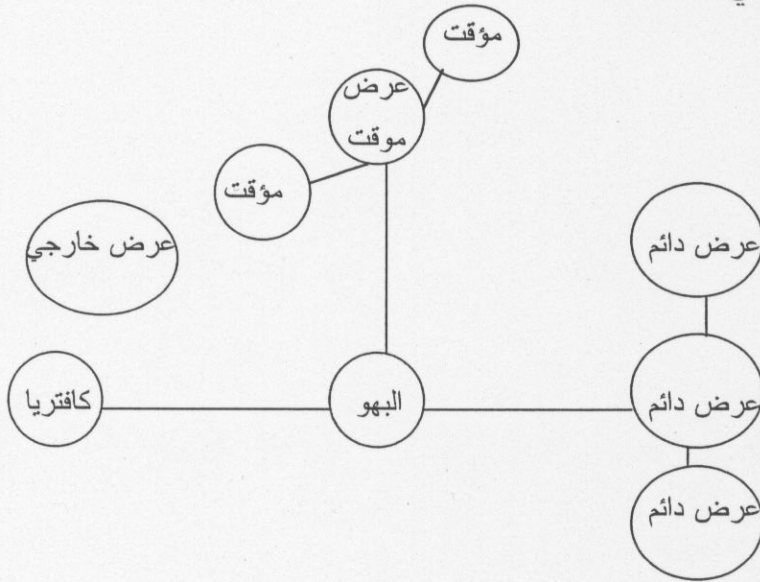 ي
مؤقت
عرض
موقت
مؤقت
عرض خارجي
عرض دائم
كافتريا
البهو
عرض دائم
عرض دائم